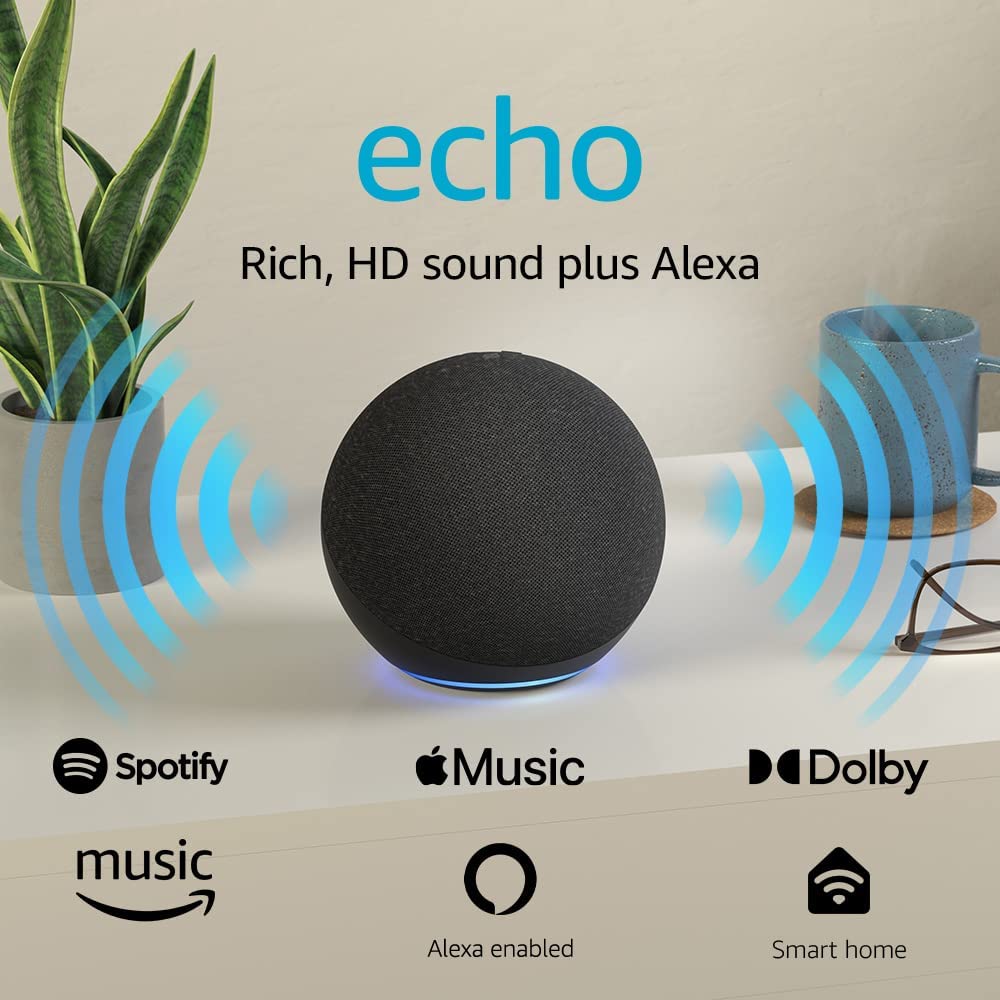 echo
Rich, HD sound plus Alexa
Spotify
Music
Dolby
music
Alexa enabled
Smart home